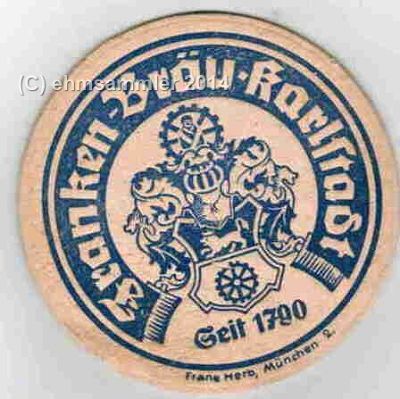 (C) ehmsammler 2014
Franken-Bräu-Karlstadt
Seit 1790
Franz Herb, München 2.